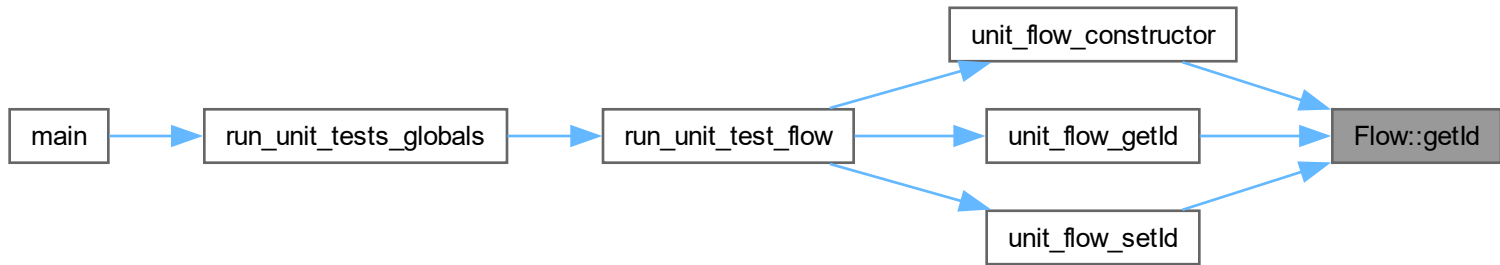 main
run_unit_tests_globals
run_unit_test_flow
unit_flow_constructor
unit_flow_getId
unit_flow_setId
Flow::getId